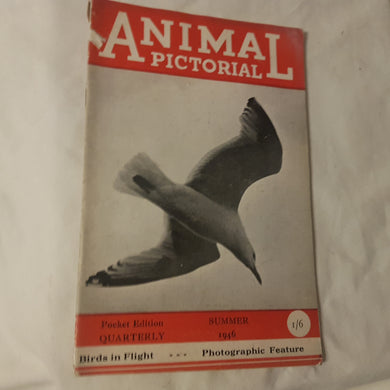 ANIMAL
PICTORIAL
Pocket Edition SUMMER
QUARTERLY 1946 1/6
Birds in Flight * * * Photographic Feature